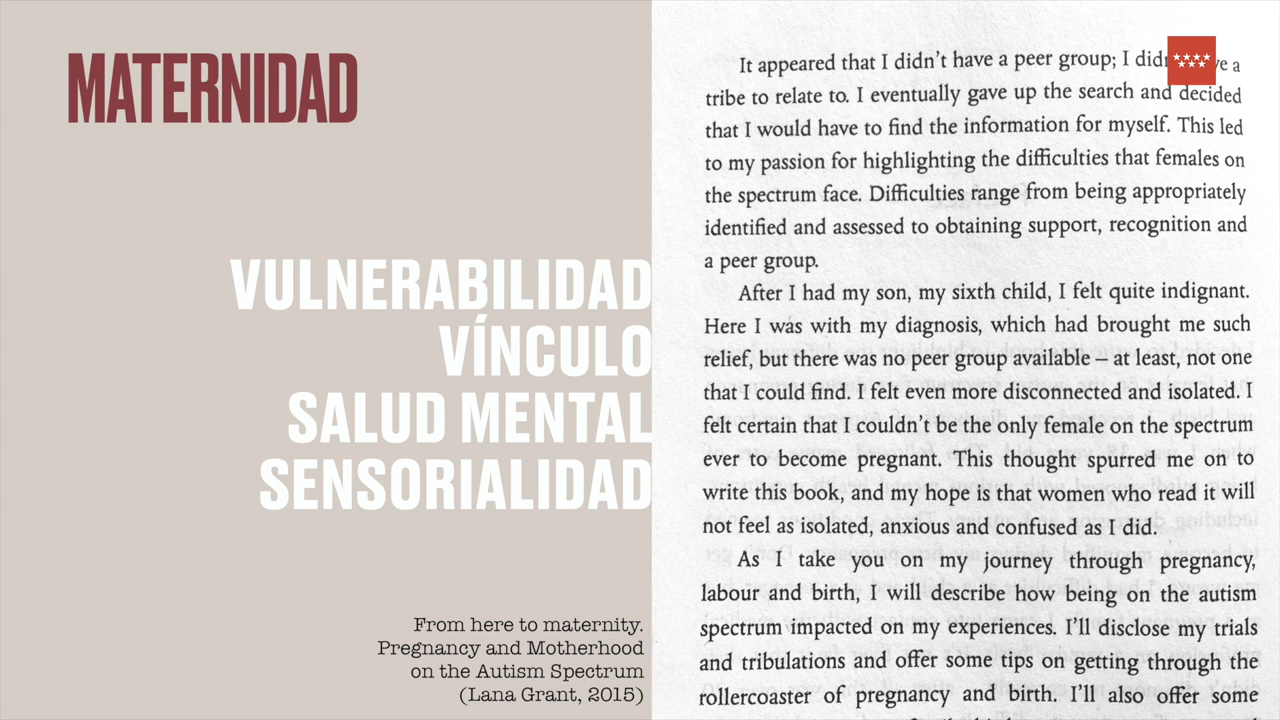 MATERNIDAD
VULNERABILIDAD
VÍNCULO
SALUD MENTAL
SENSORIALIDAD
From here to maternity.
Pregnancy and Motherhood
on the Autism Spectrum
(Lana Grant, 2015)
It appeared that I didn’t have a peer group; I a
tribe to relate to. I eventually gave up the search and decided
that I would have to find the information for myself. This led
to my passion for highlighting the difficulties that females on
the spectrum face. Difficulties range from being appropriately
identified and assessed to obtaining support, recognition and
a peer group.
After I had my son, my sixth child, I felt quite indignant.
Here I was with my diagnosis, which had brought me such
relief, but there was no peer group available – at least, not one
that I could find. I felt even more disconnected and isolated. I
felt certain that I couldn’t be the only female on the spectrum
ever to become pregnant. This thought spurred me on to
write this book, and my hope is that women who read it will
not feel as isolated, anxious and confused as I did.
As I take you on my journey through pregnancy,
labour and birth, I will describe how being on the autism
spectrum impacted on my experiences. I’ll disclose my trials
and tribulations and offer some tips on getting through the
rollercoaster of pregnancy and birth. I’ll also offer some